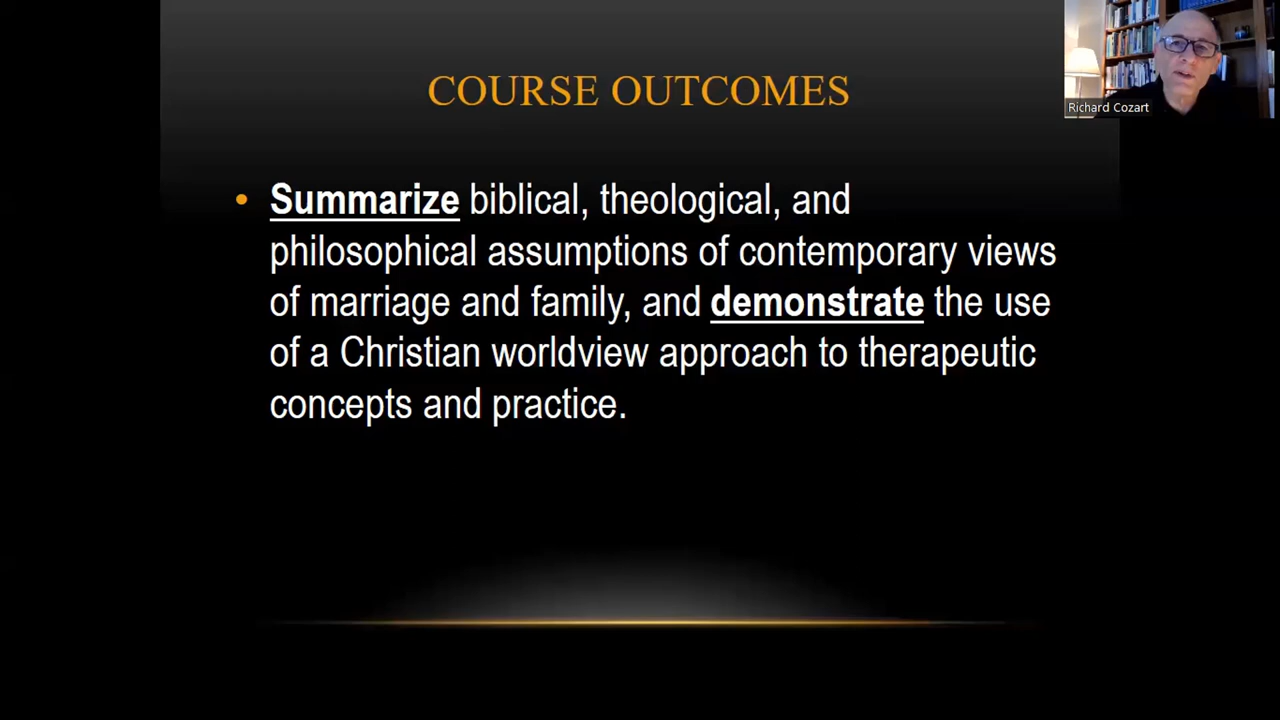 COURSE OUTCOMES
Richard Cozart
• Summarize biblical, theological, and
philosophical assumptions of contemporary views
of marriage and family, and demonstrate the use
of a Christian worldview approach to therapeutic
concepts and practice.